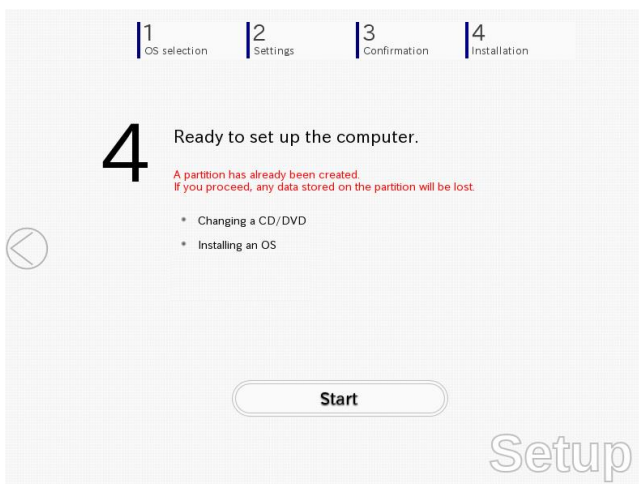 1
OS selection
2
Settings
3
Confirmation
4
Installation
4
Ready to set up the computer.
A partition has already been created.
If you proceed, any data stored on the partition will be lost.
Changing a CD/DVD
Installing an OS
Start
Setup